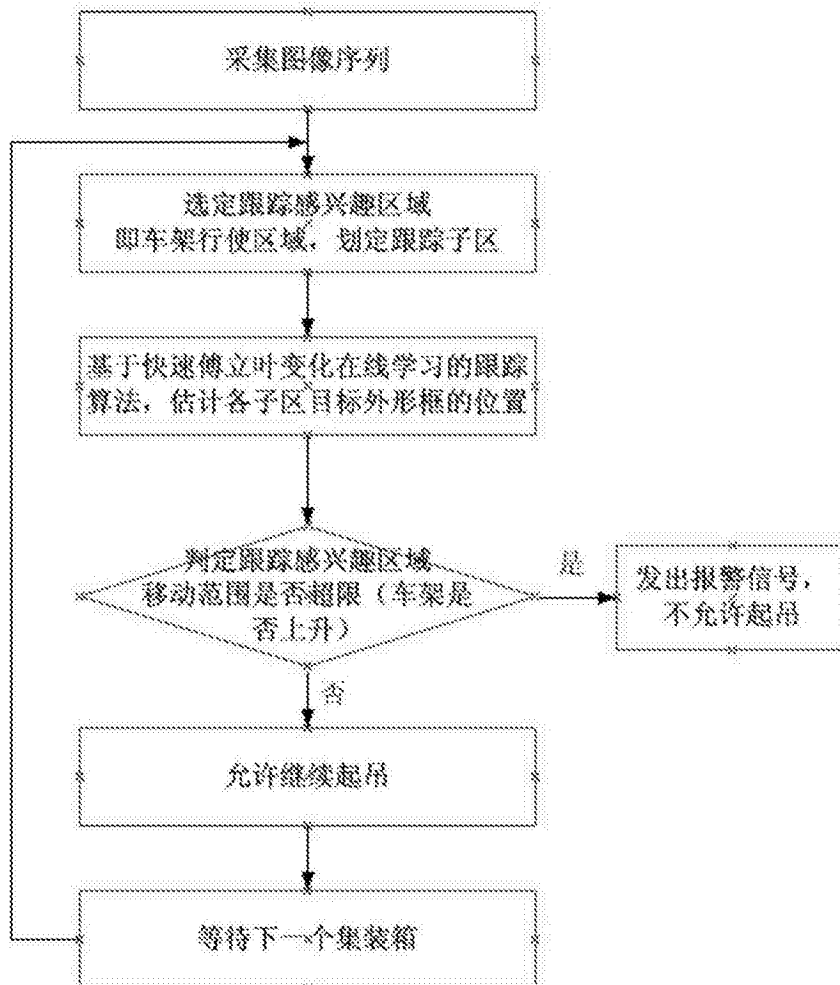 采集图像序列
选定跟踪感兴趣区域
即车架行使区域，划定跟踪子区
基于快速傅立叶变化在线学习的跟踪
算法，估计各子区目标外形框的位置
判定跟踪感兴趣区域
移动范围是否超限（车架是
否上升）
是
发出报警信号，
不允许起吊
否
允许继续起吊
等待下一个集装箱